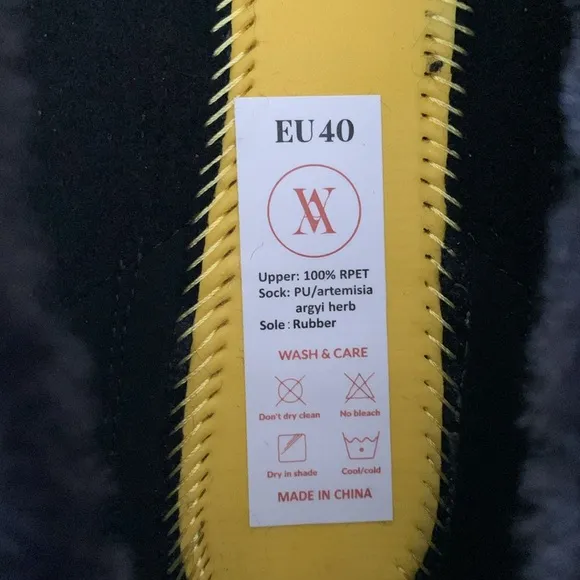 EU 40
Upper: 100% RPET
Sock: PU/artemisia
argyi herb
Sole: Rubber
WASH & CARE
Don't dry clean
No bleach
Dry in shade
Cool/cold
MADE IN CHINA